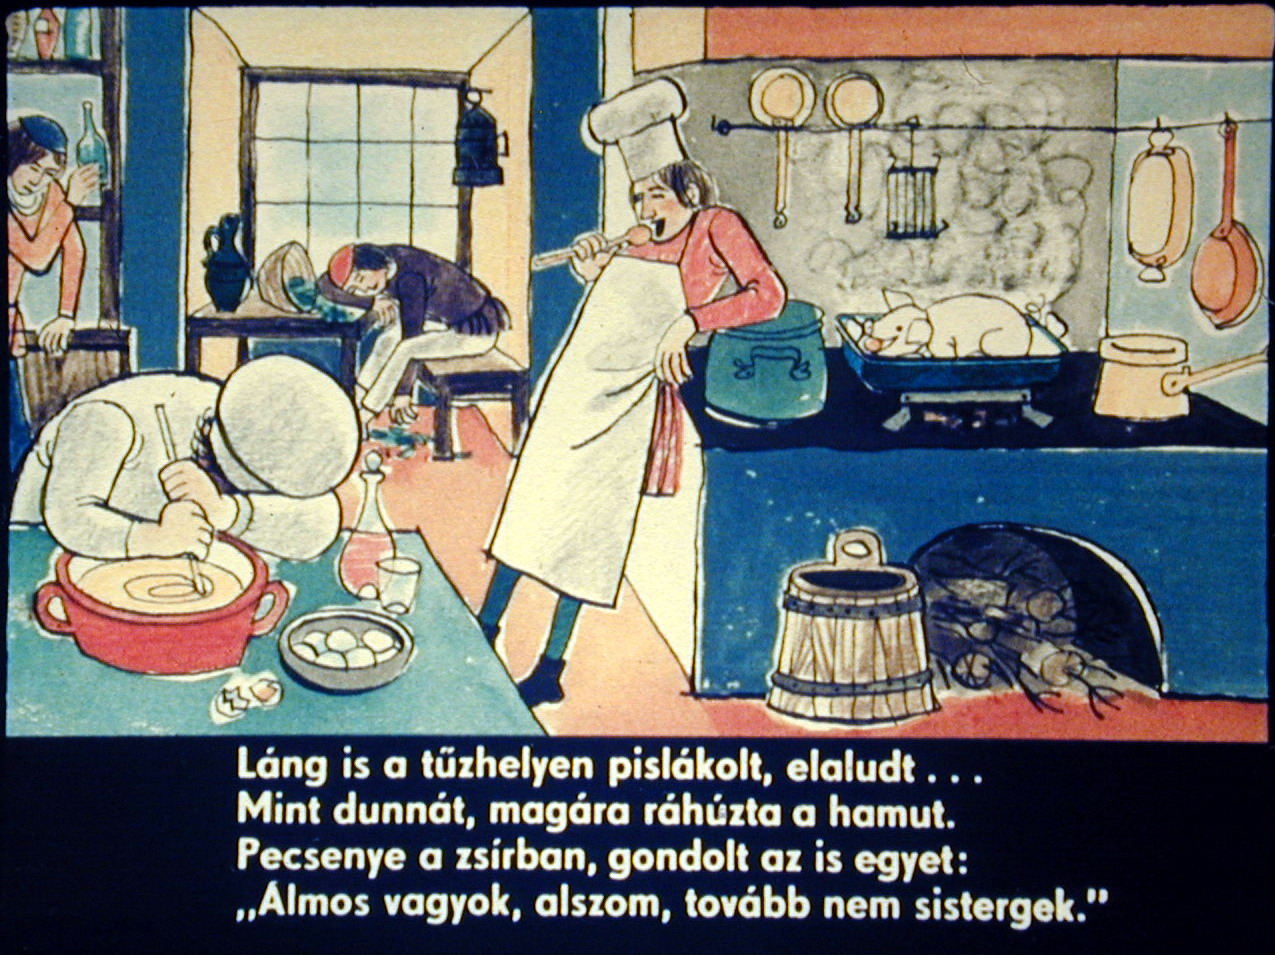 Láng is a tűzhelyen pislákolt, elaludt . . .
Mint dunnát, magára ráhúzta a hamut.
Pecsenye a zsírban, gondolt az is egyet:
„Álmos vagyok, alszom, tovább nem sistergek.”